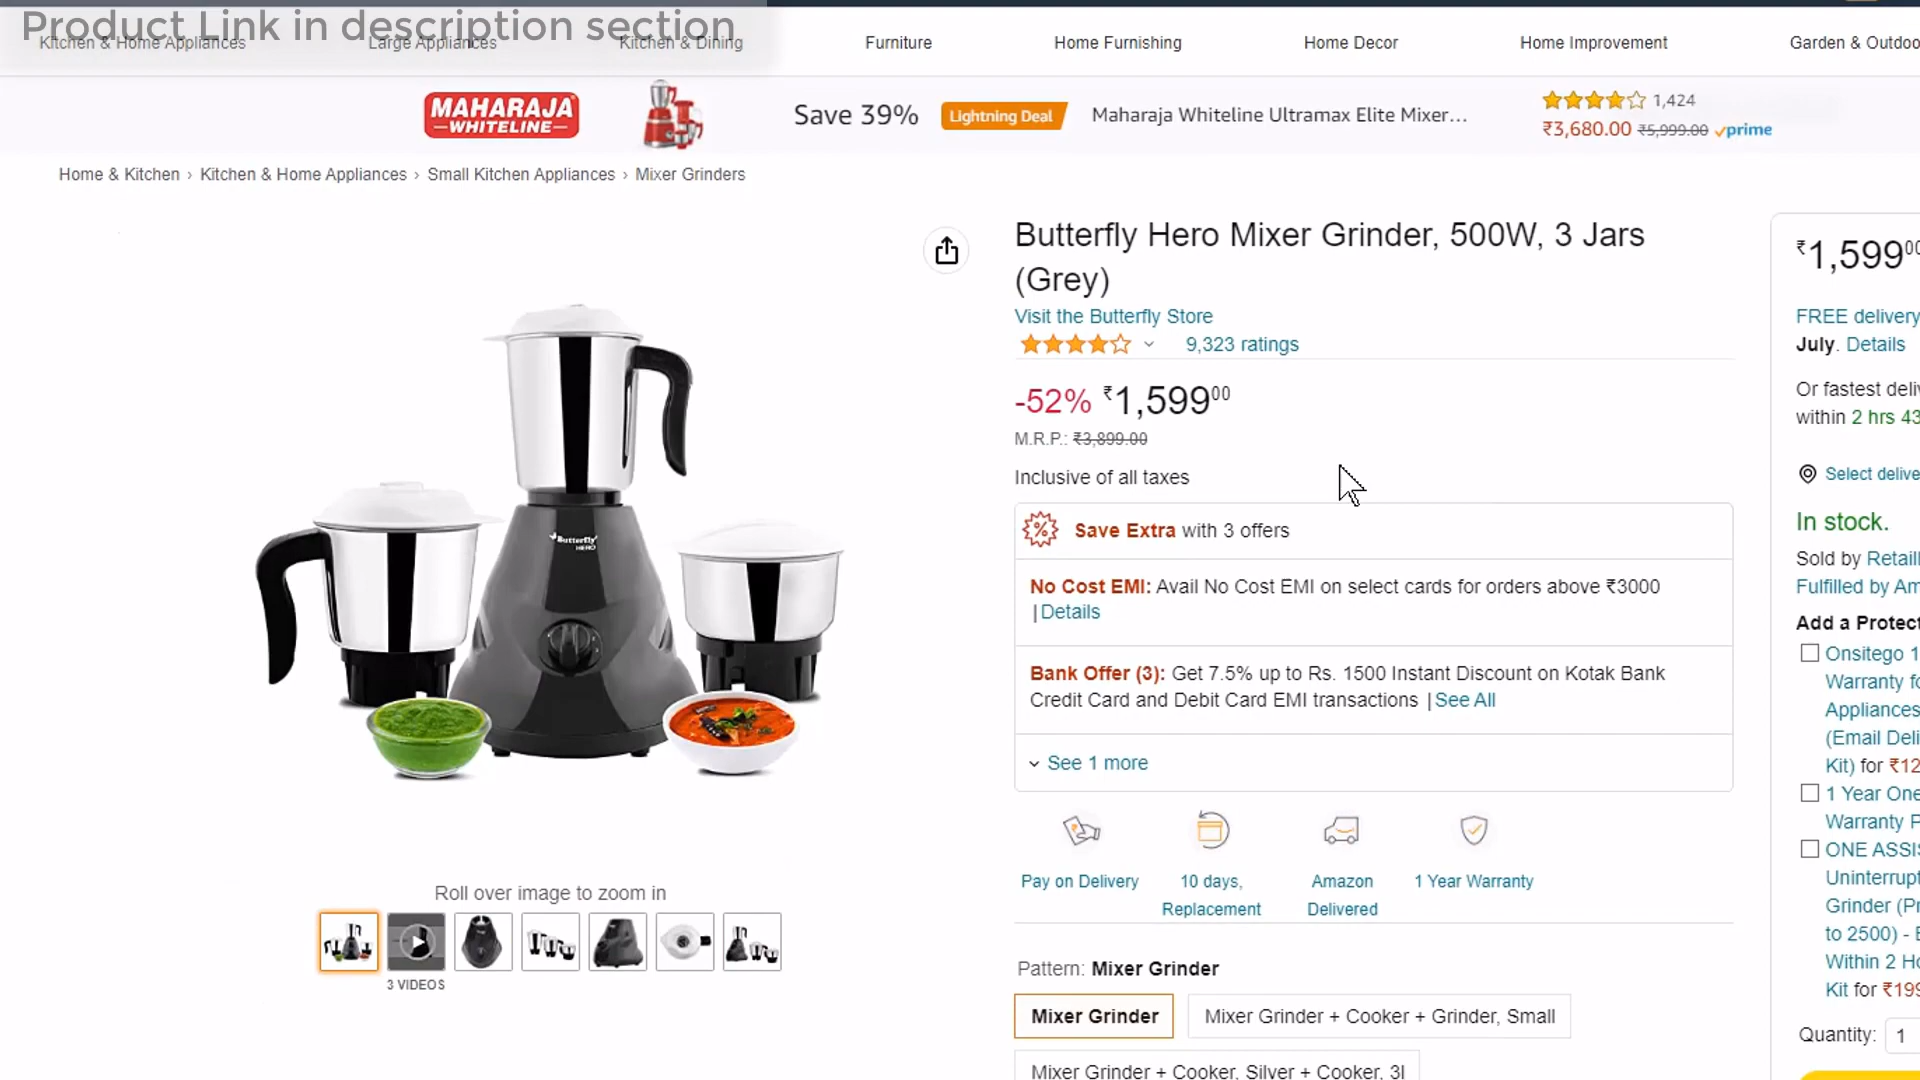 Product Link in description section
Kitchen & Home Appliances Large Appliances Kitchen & Dining Furniture Home Furnishing Home Decor Home Improvement Garden & Outdoo
MAHARAJA
WHITELINE
Save 39% Lightning Deal Maharaja Whiteline Ultramax Elite Mixer...
1,424
₹3,680.00 ₹5,999.00 prime
Home & Kitchen › Kitchen & Home Appliances › Small Kitchen Appliances › Mixer Grinders
Butterfly Hero Mixer Grinder, 500W, 3 Jars
(Grey)
Visit the Butterfly Store
9,323 ratings
-52% ₹1,59900
M.R.P.: ₹3,899.00
Inclusive of all taxes
Save Extra with 3 offers
No Cost EMI: Avail No Cost EMI on select cards for orders above ₹3000
|Details
Bank Offer (3): Get 7.5% up to Rs. 1500 Instant Discount on Kotak Bank
Credit Card and Debit Card EMI transactions |See All
See 1 more
Pay on Delivery
10 days,
Replacement
Amazon
Delivered
1 Year Warranty
Pattern: Mixer Grinder
Mixer Grinder
Mixer Grinder + Cooker + Grinder, Small
Mixer Grinder + Cooker, Silver + Cooker, 3l
Butterfly
HERO
Roll over image to zoom in
3 VIDEOS
₹1,59900
FREE delivery
July. Details
Or fastest deli
within 2 hrs 43
Select delive
In stock.
Sold by Retail
Fulfilled by Am
Add a Protect
Onsitego 1
Warranty fo
Appliances
(Email Deli
Kit) for ₹12
1 Year One
Warranty P
ONE ASSIS
Uninterrupt
Grinder (Pr
to 2500) - E
Within 2 Ho
Kit for ₹199
Quantity: 1